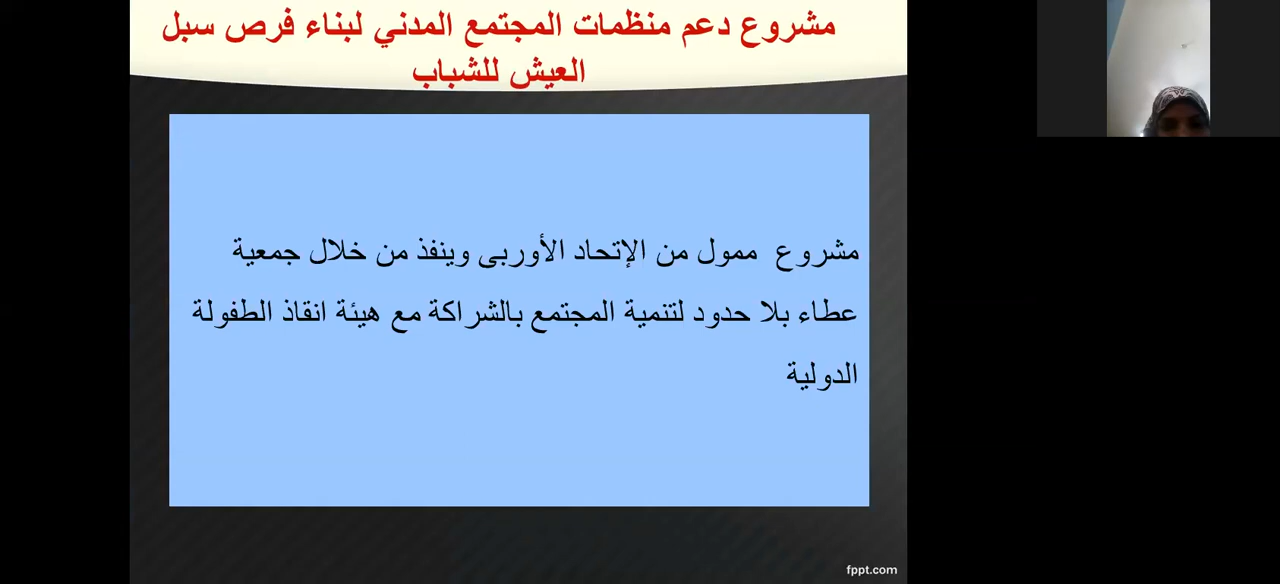 مشروع دعم منظمات المجتمع المدني لبناء فرص سبل
العيش للشباب
مشروع ممول من الإتحاد الأوربى وينفذ من خلال جمعية
عطاء بلا حدود لتنمية المجتمع بالشراكة مع هيئة انقاذ الطفولة
الدولية
fppt.com